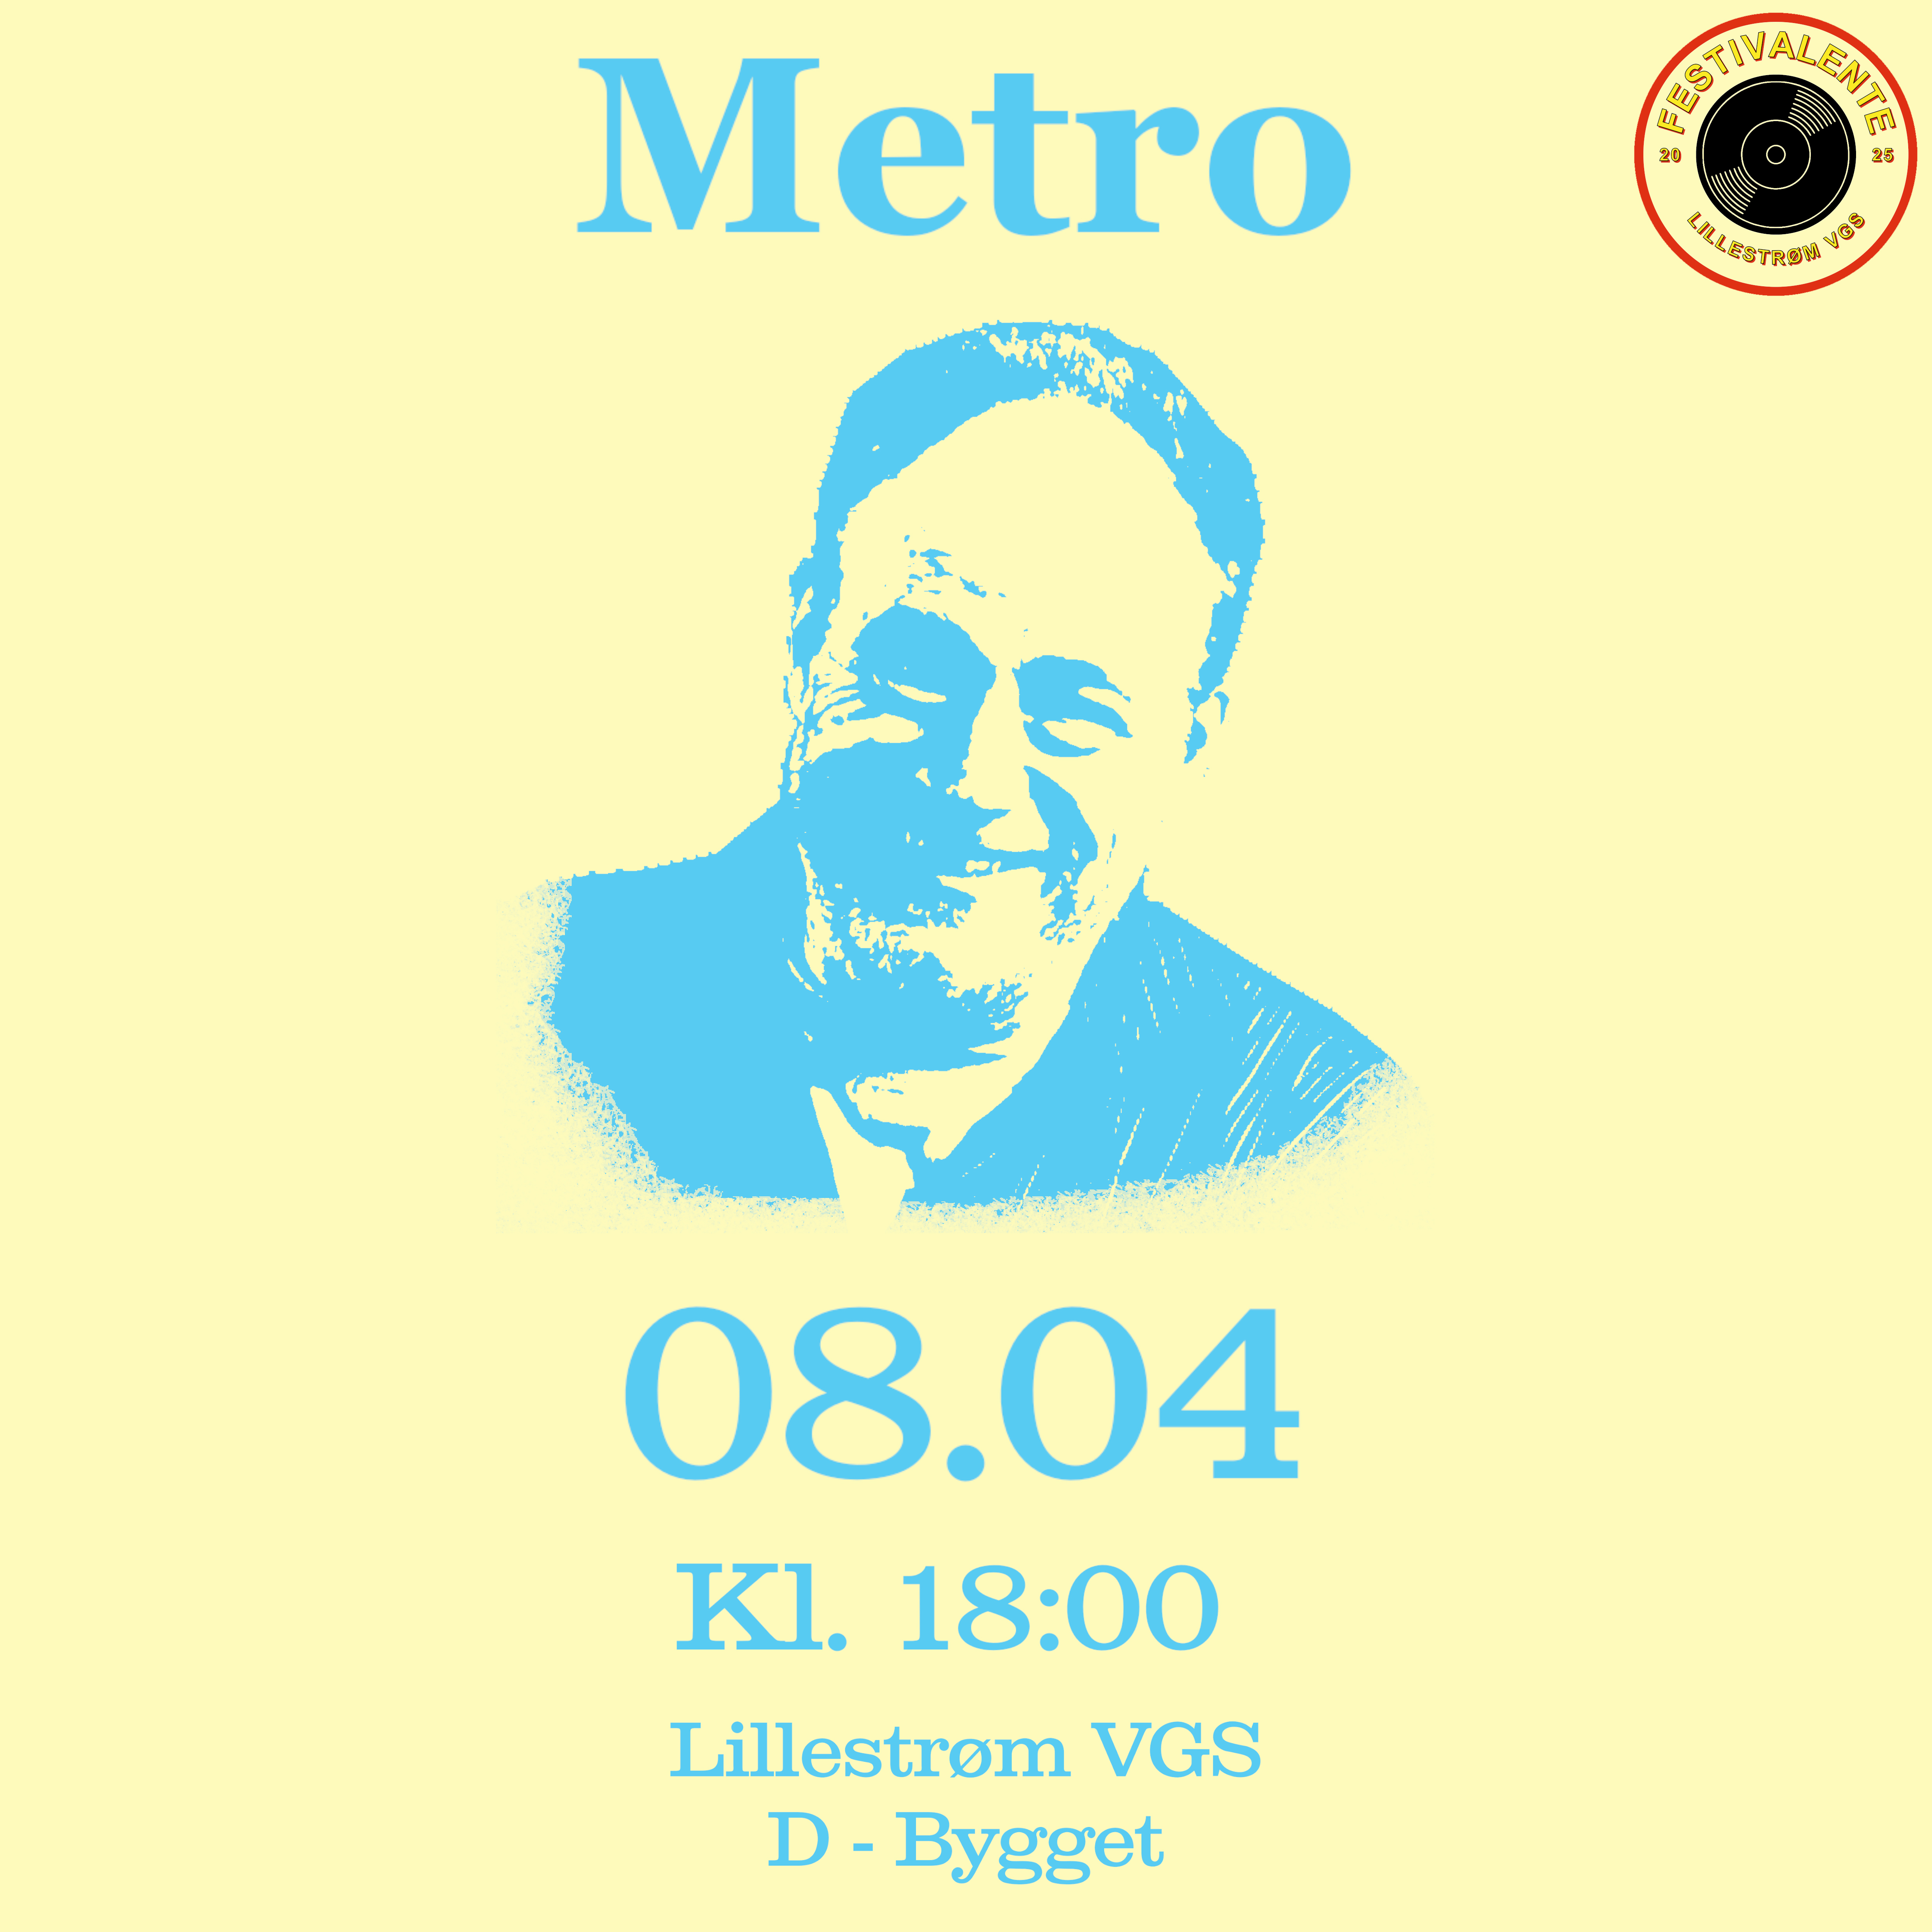 Metro
FESTIVALENTE
20 25
LILLESTRØM VGS
08.04
Kl. 18:00
Lillestrøm VGS
D - Bygget